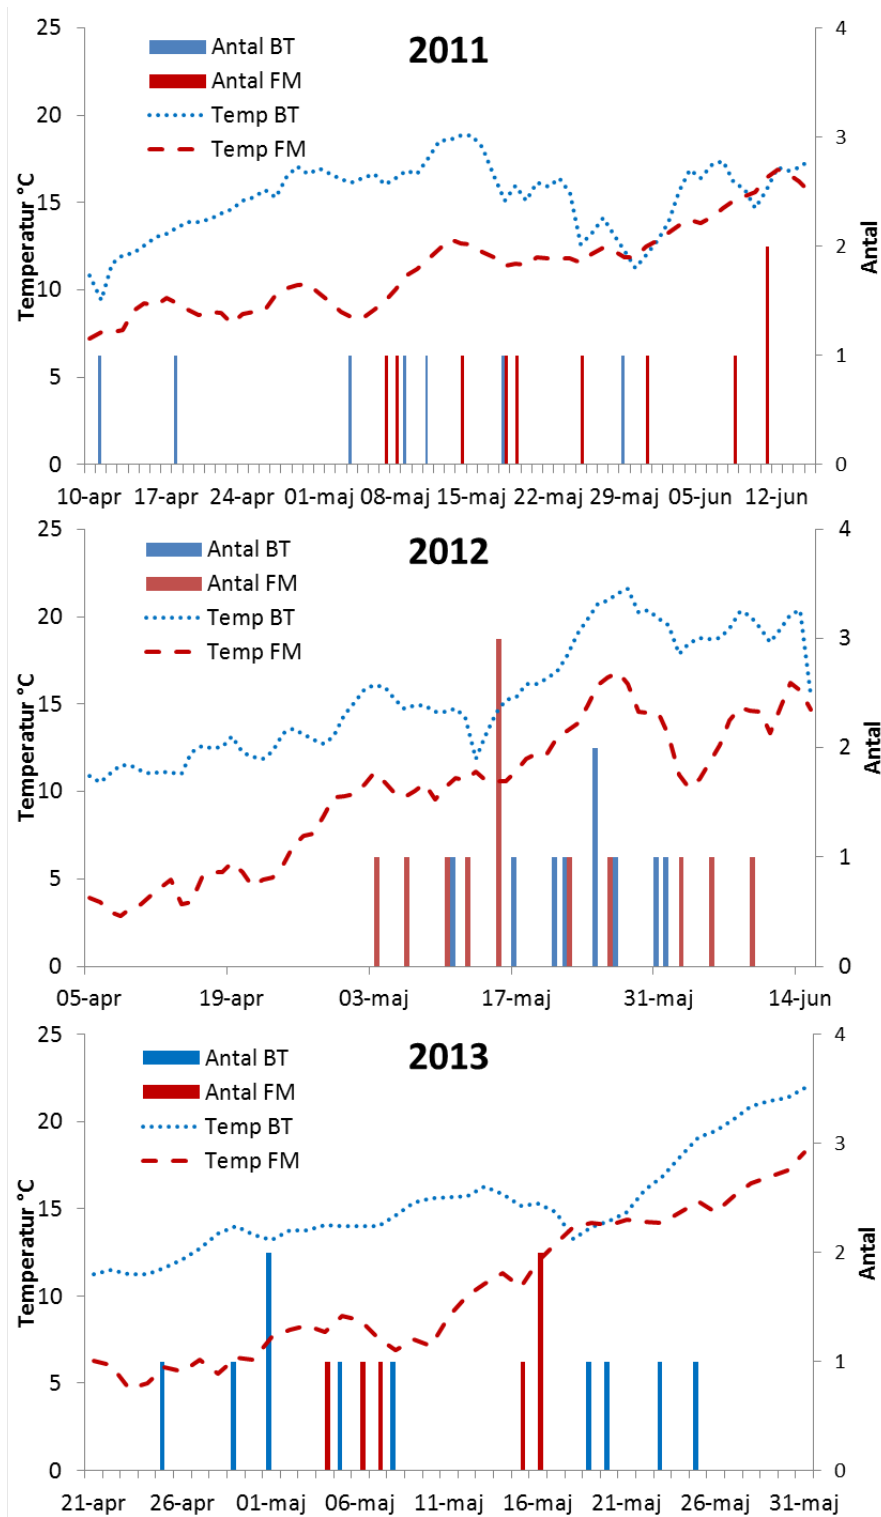 2011
Antal BT
Antal FM
Temp BT
Temp FM
Temperatur °C
25
20
15
10
5
0
Antal
4
3
2
1
0
10-apr 17-apr 24-apr 01-maj 08-maj 15-maj 22-maj 29-maj 05-jun 12-jun
2012
Antal BT
Antal FM
Temp BT
Temp FM
Temperatur °C
25
20
15
10
5
0
Antal
4
3
2
1
0
05-apr 19-apr 03-maj 17-maj 31-maj 14-jun
2013
Antal BT
Antal FM
Temp BT
Temp FM
Temperatur °C
25
20
15
10
5
0
Antal
4
3
2
1
0
21-apr 26-apr 01-maj 06-maj 11-maj 16-maj 21-maj 26-maj 31-maj